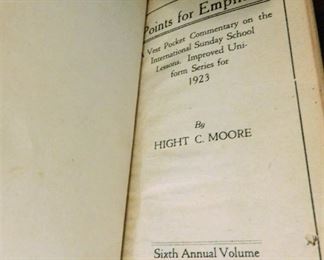 Points for Emph
Vest Pocket Commentary on the
International Sunday School
Lessons. Improved Uni-
form Series for
1923
By
HIGHT C. MOORE
Sixth Annual Volume